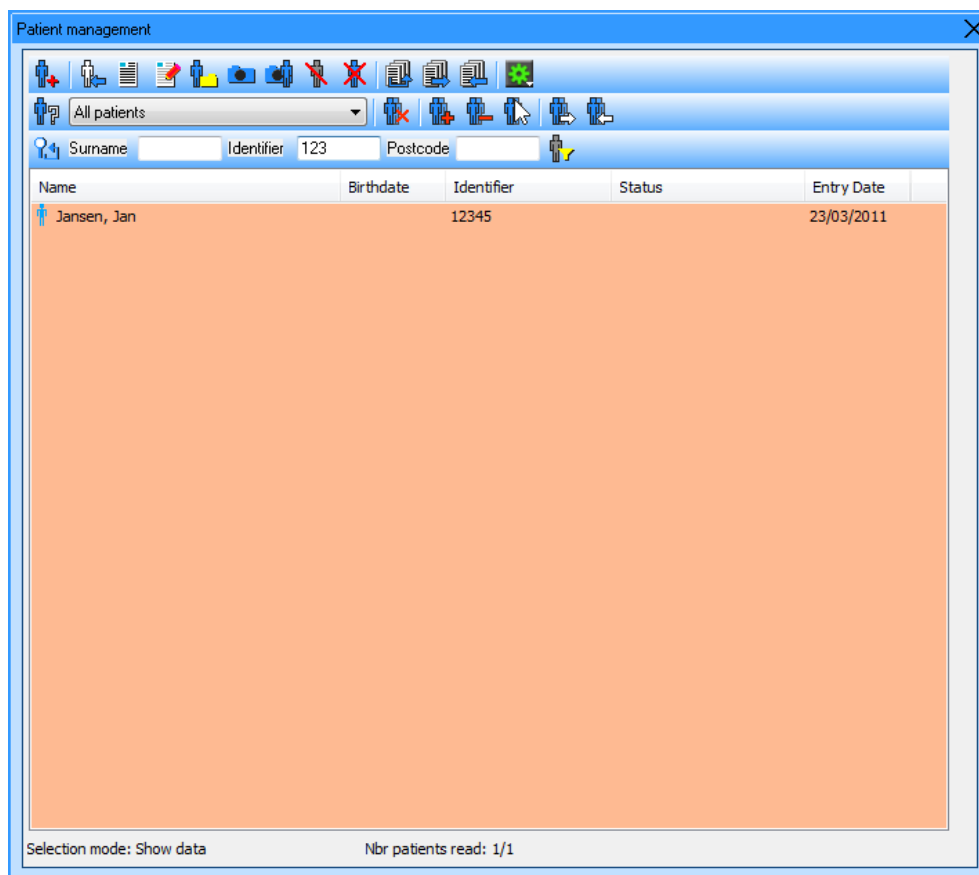 Patient management
All patients
Surname Identifier 123 Postcode
Name Birthdate Identifier Status Entry Date
Jansen, Jan 12345 23/03/2011
Selection mode: Show data Nbr patients read: 1/1